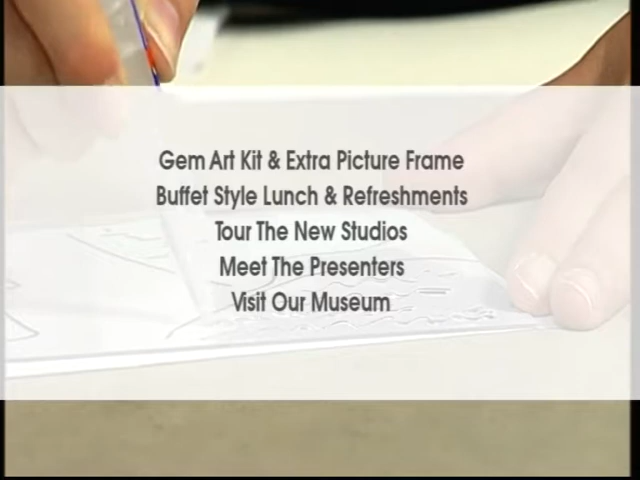 Gem Art Kit & Extra Picture Frame
Buffet Style Lunch & Refreshments
Tour The New Studios
Meet The Presenters
Visit Our Museum